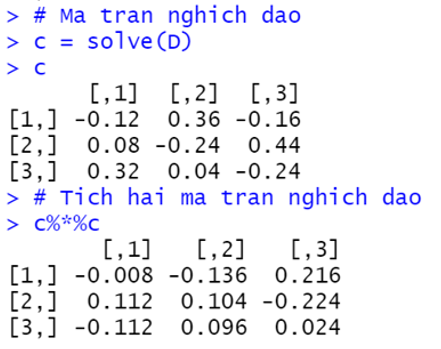 > # Ma tran nghich dao
> c = solve(D)
> c
      [,1]  [,2]  [,3]
[1,] -0.12  0.36 -0.16
[2,]  0.08 -0.24  0.44
[3,]  0.32  0.04 -0.24
> # Tich hai ma tran nghich dao
> c%*%c
       [,1]   [,2]   [,3]
[1,] -0.008 -0.136  0.216
[2,]  0.112  0.104 -0.224
[3,] -0.112  0.096  0.024